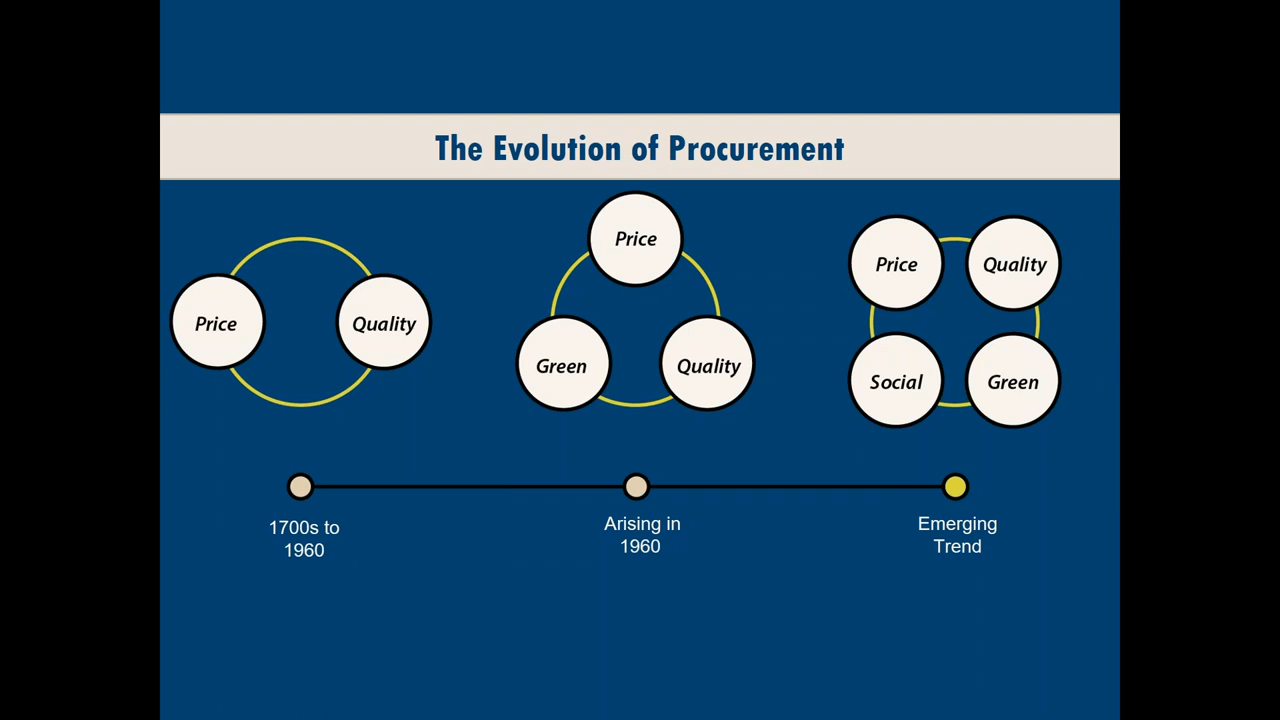 The Evolution of Procurement
Price
Quality
Price
Green
Quality
Price
Quality
Social
Green
1700s to
1960
Arising in
1960
Emerging
Trend